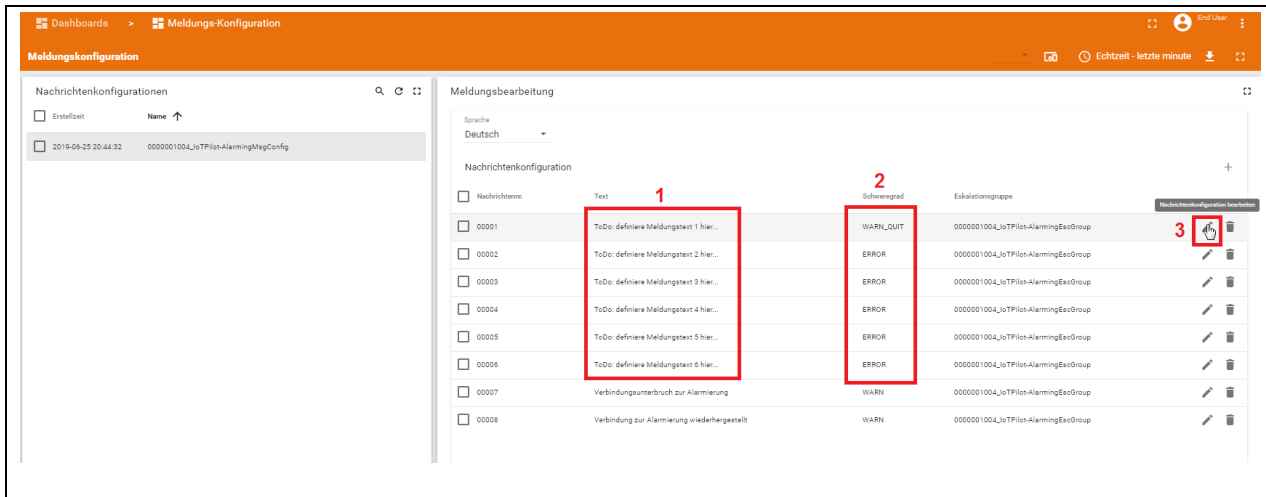 Dashboards > Meldungs-Konfiguration End User
Meldungskonfiguration Echtzeit - letzte minute
Nachrichtenkonfigurationen
Erstellzeit Name
2019-06-25 20:44:32 0000001004_IoTPilot-AlarmingMsgConfig
Meldungsbearbeitung
Sprache
Deutsch
Nachrichtenkonfiguration +
1 2
Nachrichtennr. Text Schweregrad Eskalationsgruppe
Nachrichtenkonfiguration bearbeiten
00001 ToDo: definiere Meldungstext 1 hier... WARN_QUIT 0000001004_IoTPilot-AlarmingEscGroup 3
00002 ToDo: definiere Meldungstext 2 hier... ERROR 0000001004_IoTPilot-AlarmingEscGroup
00003 ToDo: definiere Meldungstext 3 hier... ERROR 0000001004_IoTPilot-AlarmingEscGroup
00004 ToDo: definiere Meldungstext 4 hier... ERROR 0000001004_IoTPilot-AlarmingEscGroup
00005 ToDo: definiere Meldungstext 5 hier... ERROR 0000001004_IoTPilot-AlarmingEscGroup
00006 ToDo: definiere Meldungstext 6 hier... ERROR 0000001004_IoTPilot-AlarmingEscGroup
00007 Verbindungsunterbruch zur Alarmierung WARN 0000001004_IoTPilot-AlarmingEscGroup
00008 Verbindung zur Alarmierung wiederhergestellt WARN 0000001004_IoTPilot-AlarmingEscGroup